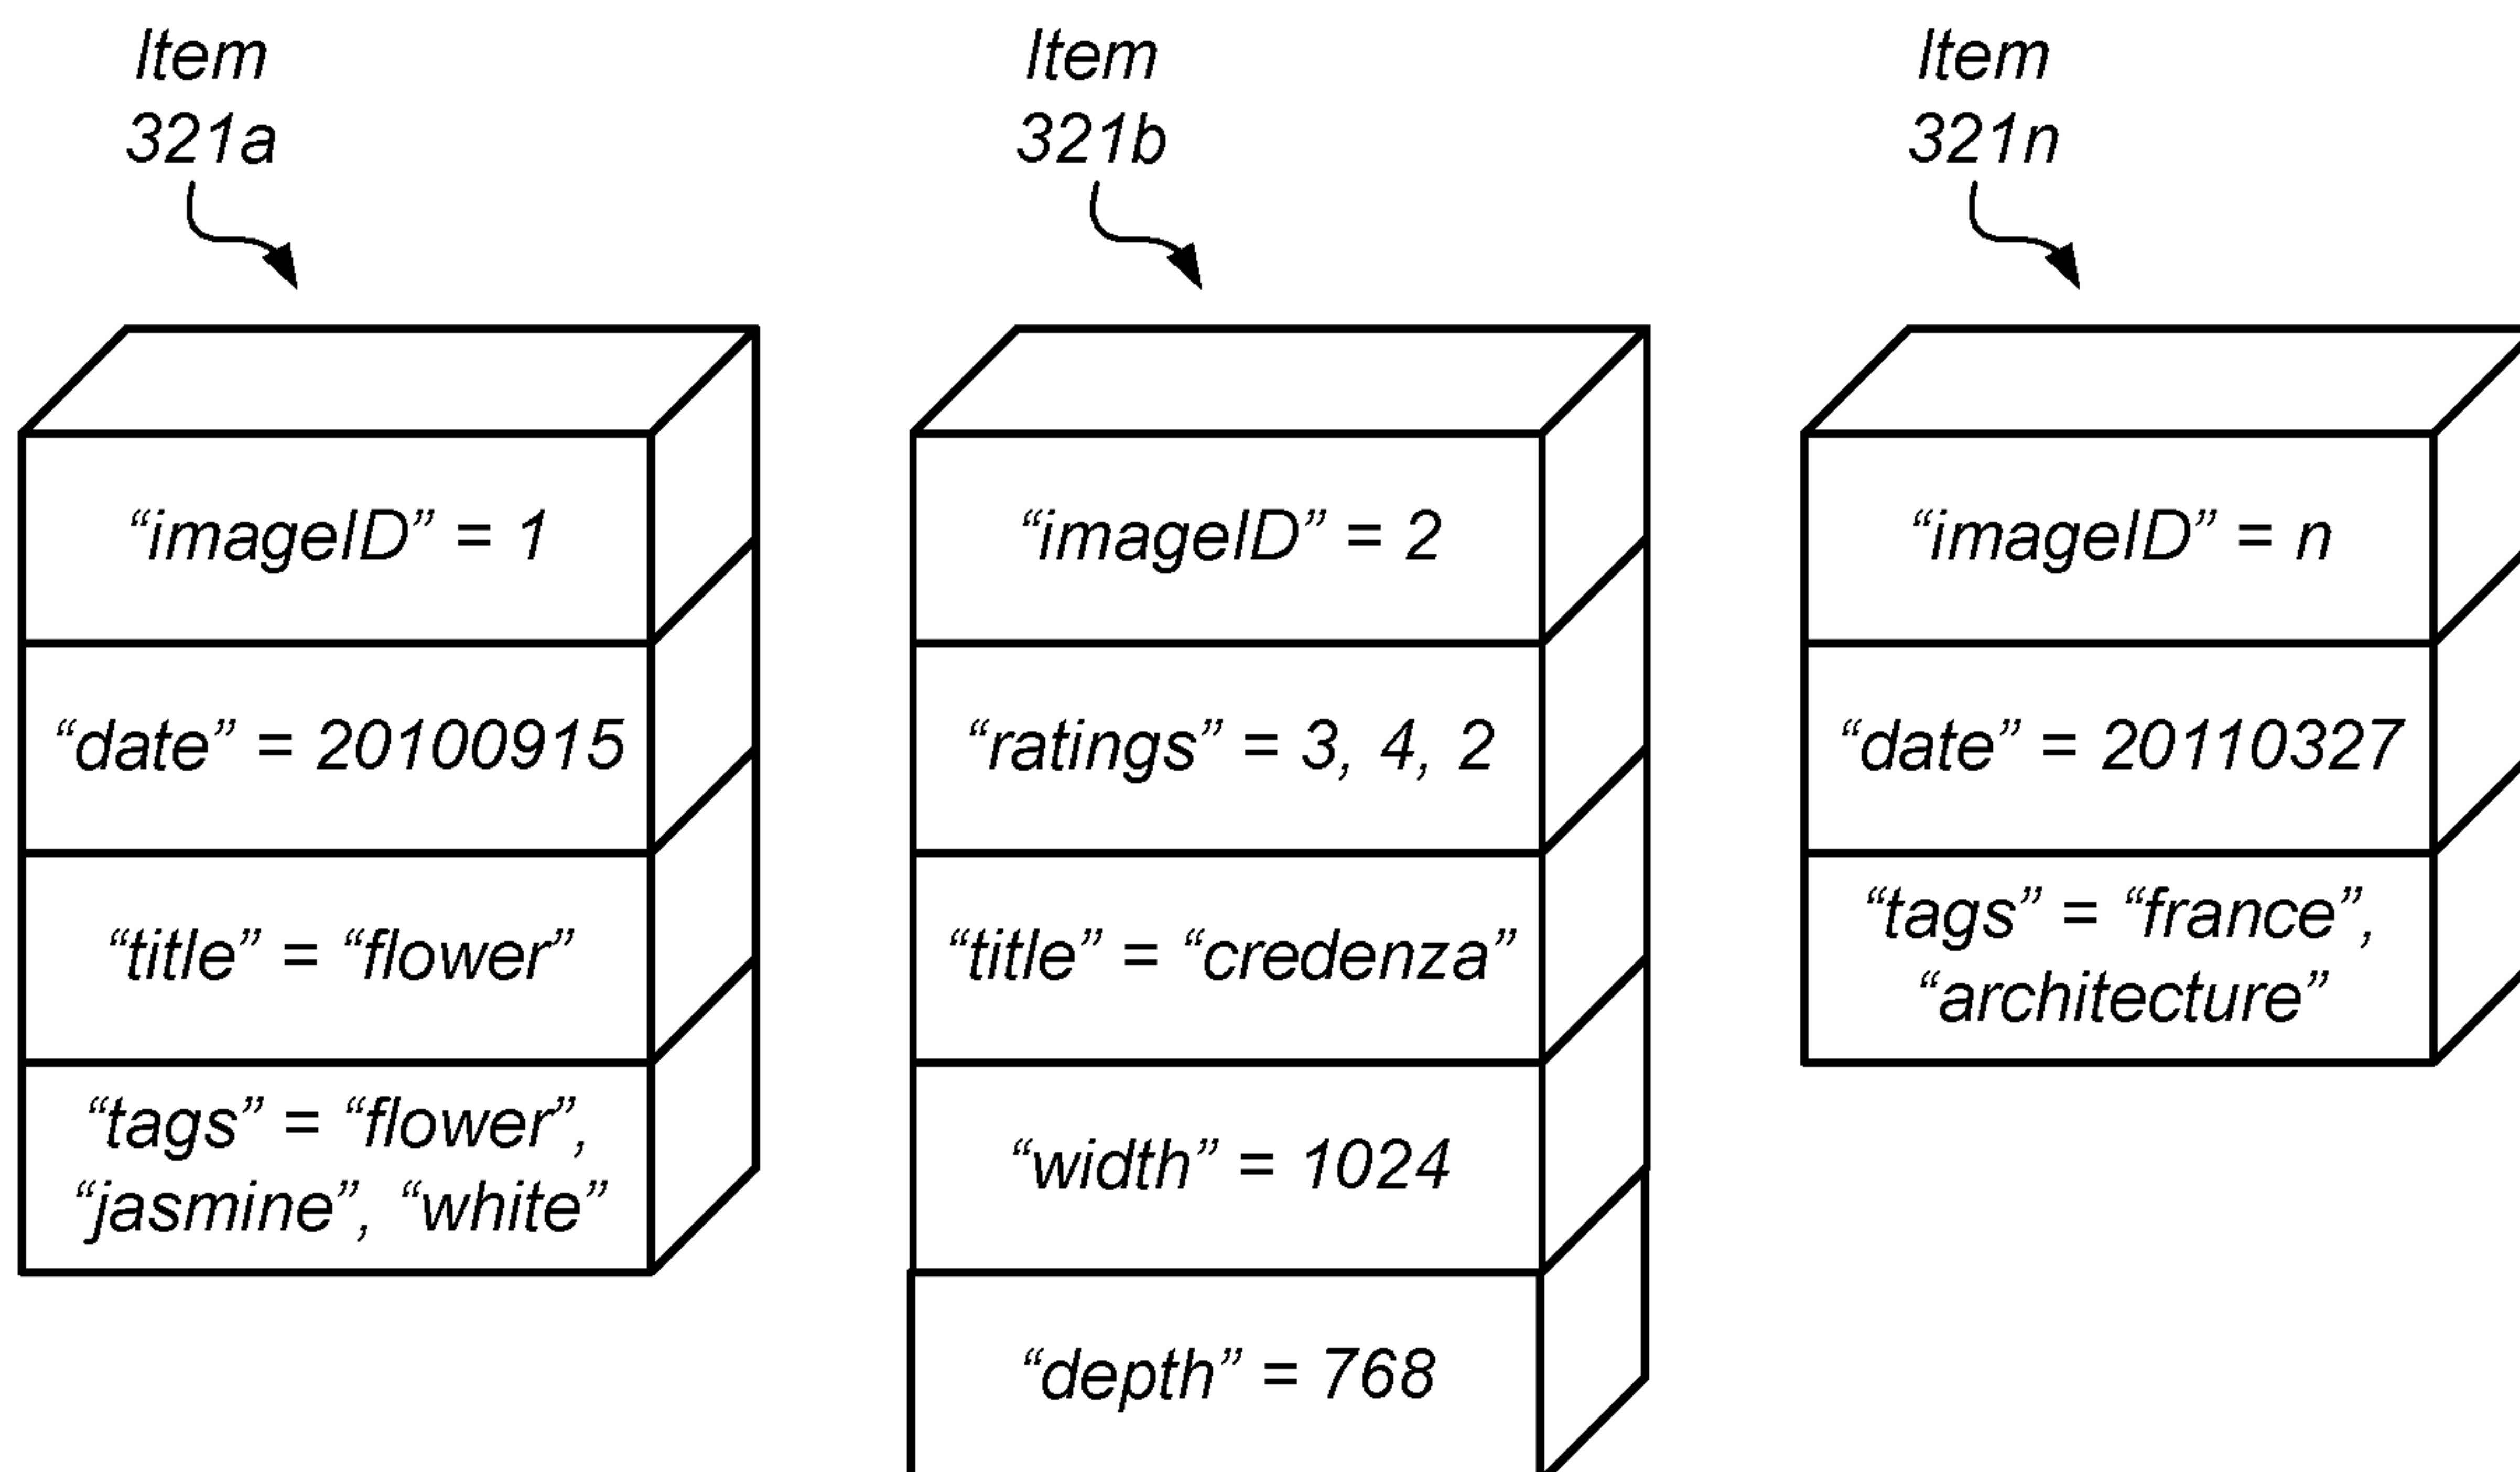 Item
321a
Item
321b
Item
321n
“imageID” = 1
“date” = 20100915
“title” = “flower”
“tags” = “flower”,
“jasmine”, “white”
“imageID” = 2
“ratings” = 3, 4, 2
“title” = “credenza”
“width” = 1024
“depth” = 768
“imageID” = n
“date” = 20110327
“tags” = “france”,
“architecture”